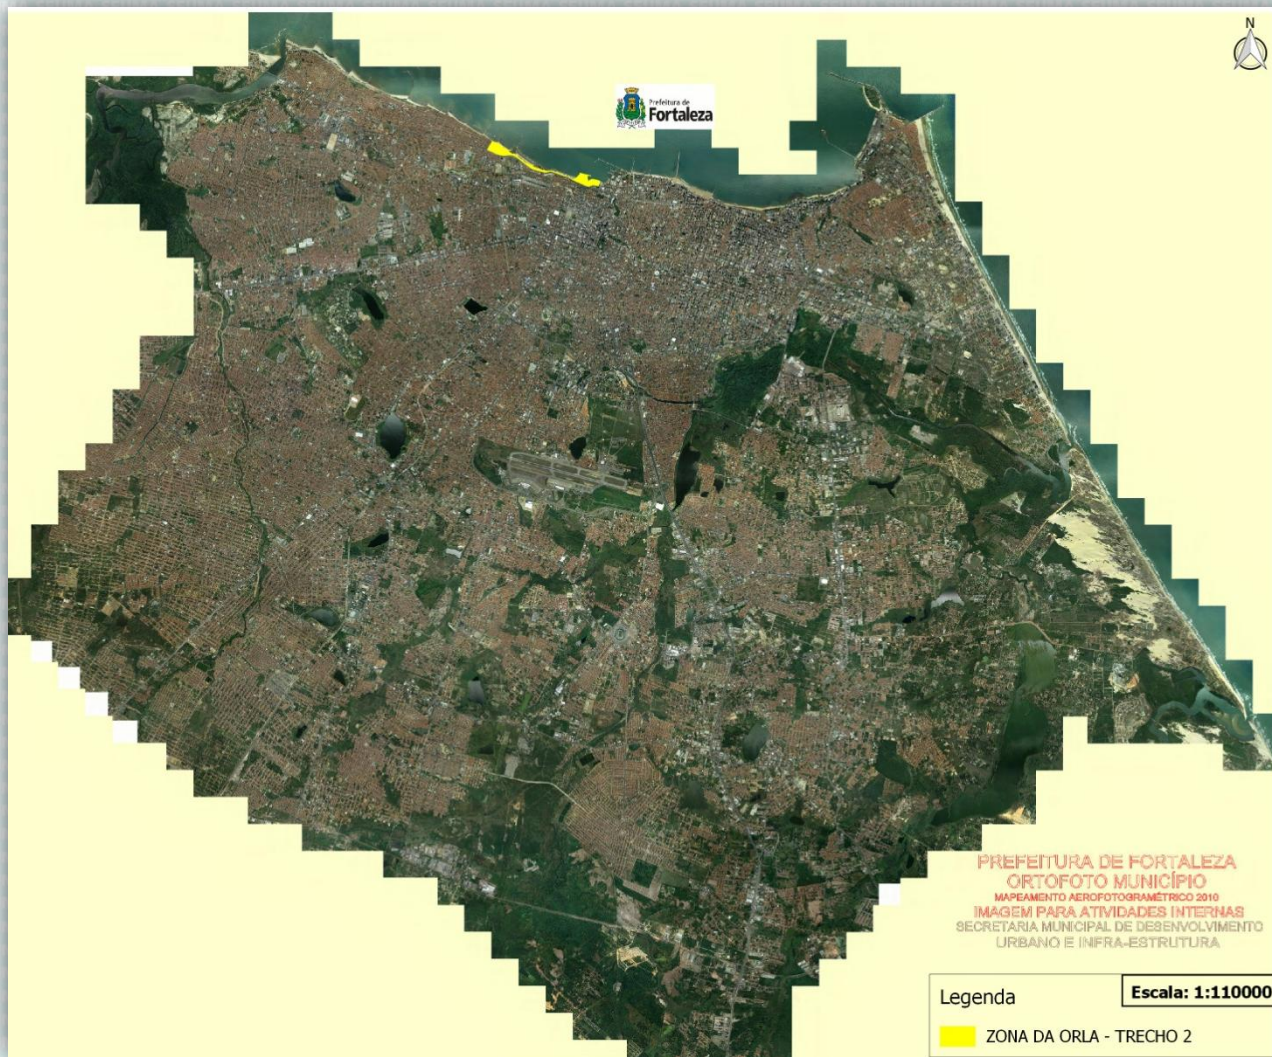 N
Prefeitura de
Fortaleza
PREFEITURA DE FORTALEZA
ORTOFOTO MUNICÍPIO
MAPEAMENTO AEROFOTOGRAMÉTRICO 2010
IMAGEM PARA ATIVIDADES INTERNAS
SECRETARIA MUNICIPAL DE DESENVOLVIMENTO
URBANO E INFRA-ESTRUTURA
Legenda
Escala: 1:110000
ZONA DA ORLA - TRECHO 2